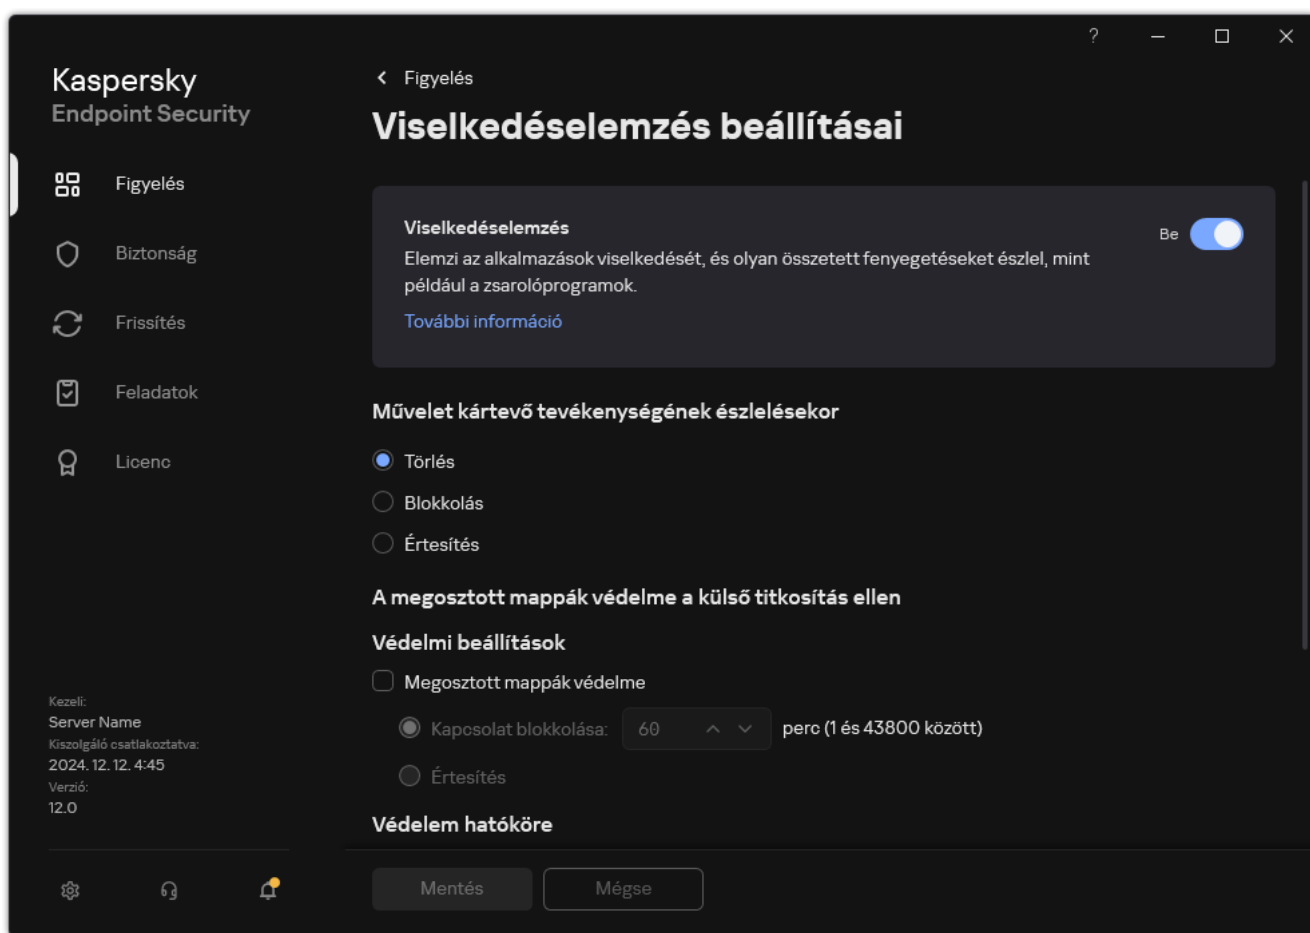 Kaspersky
Endpoint Security
Figyelés
Biztonság
Frissítés
Feladatok
Licenc
Kezeli:
Server Name
Kiszolgáló csatlakoztatva:
2024. 12. 12. 4:45
Verzió:
12.0
?
Figyelés
Viselkedéselemzés beállításai
Viselkedéselemzés
Be
Elemzi az alkalmazások viselkedését, és olyan összetett fenyegetéseket észlel, mint
például a zsarolóprogramok.
További információ
Művelet kártevő tevékenységének észlelésekor
Törlés
Blokkolás
Értesítés
A megosztott mappák védelme a külső titkosítás ellen
Védelmi beállítások
Megosztott mappák védelme
Kapcsolat blokkolása: 60 perc (1 és 43800 között)
Értesítés
Védelem hatóköre
Mentés
Mégse